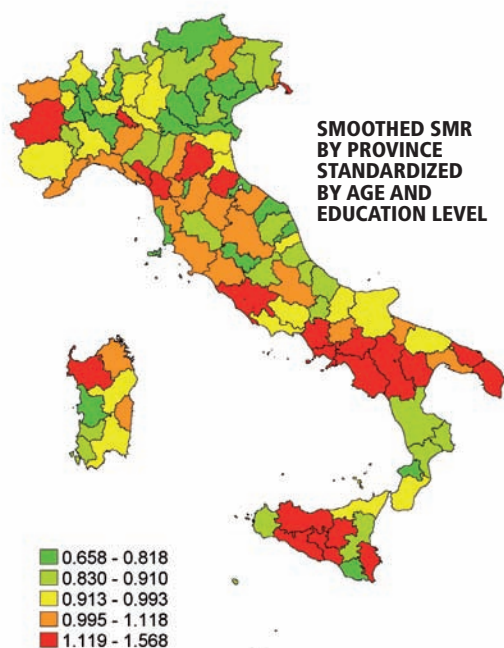 SMOOTHED SMR
BY PROVINCE
STANDARDIZED
BY AGE AND
EDUCATION LEVEL
0.658 - 0.818
0.830 - 0.910
0.913 - 0.993
0.995 - 1.118
1.119 - 1.568